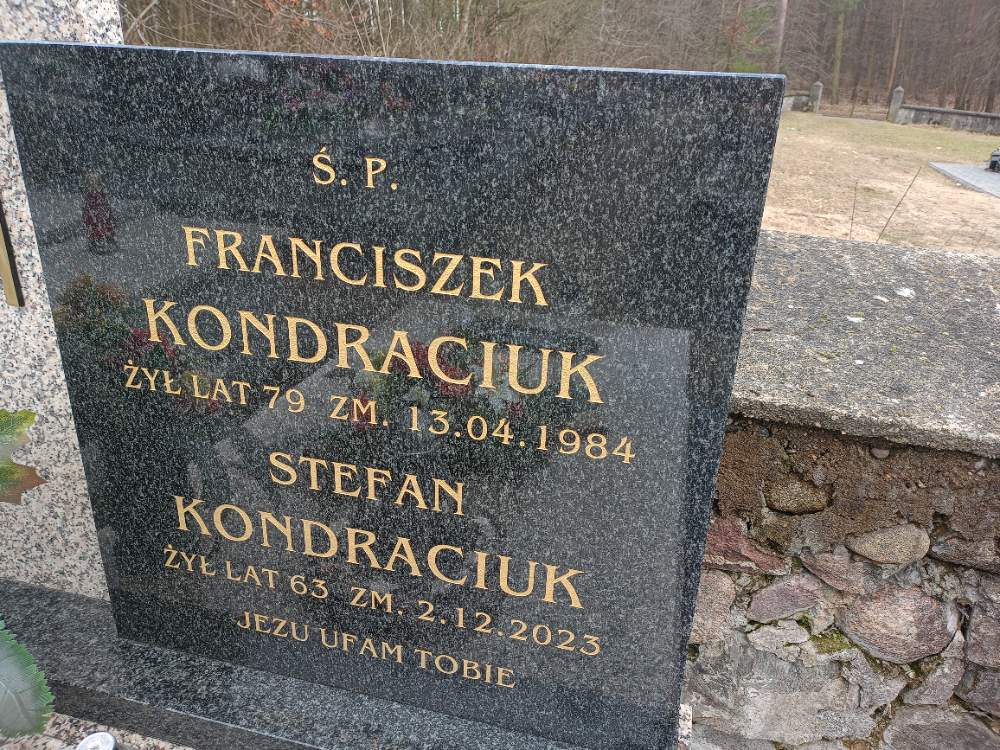 Ś. P.
FRANCISZEK
KONDRACIUK
ŻYŁ LAT 79 ZM. 13.04.1984
STEFAN
KONDRACIUK
ŻYŁ LAT 63 ZM. 2.12.2023
JEZU UFAM TOBIE